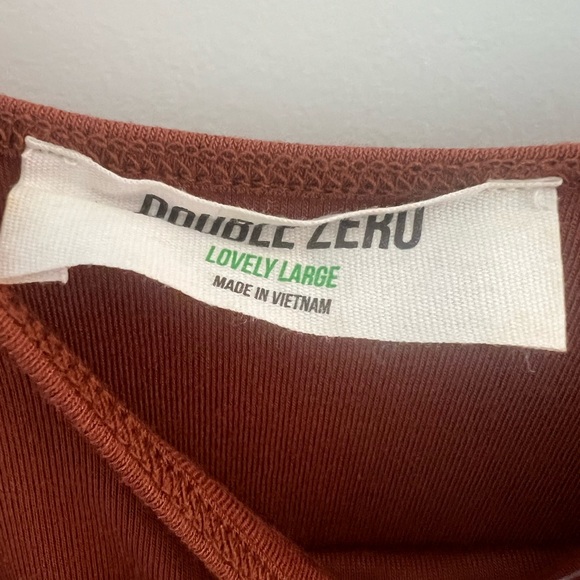 DOUBLE ZERO
LOVELY LARGE
MADE IN VIETNAM